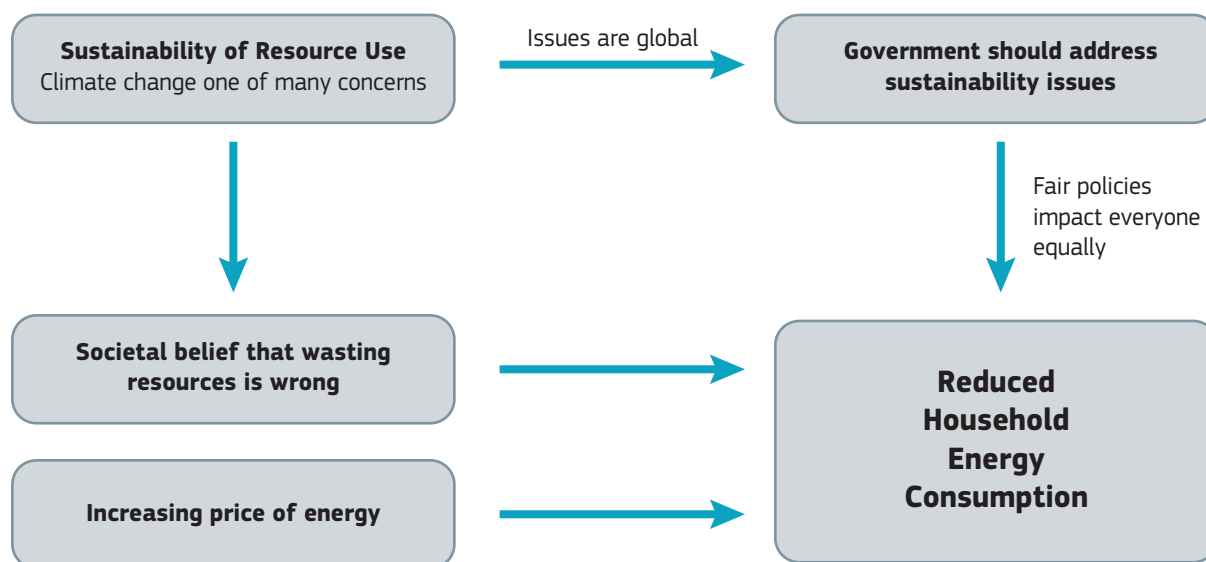 Sustainability of Resource Use
Climate change one of many concerns
Issues are global
Government should address
sustainability issues
Fair policies
impact everyone
equally
Societal belief that wasting
resources is wrong
Increasing price of energy
Reduced
Household
Energy
Consumption